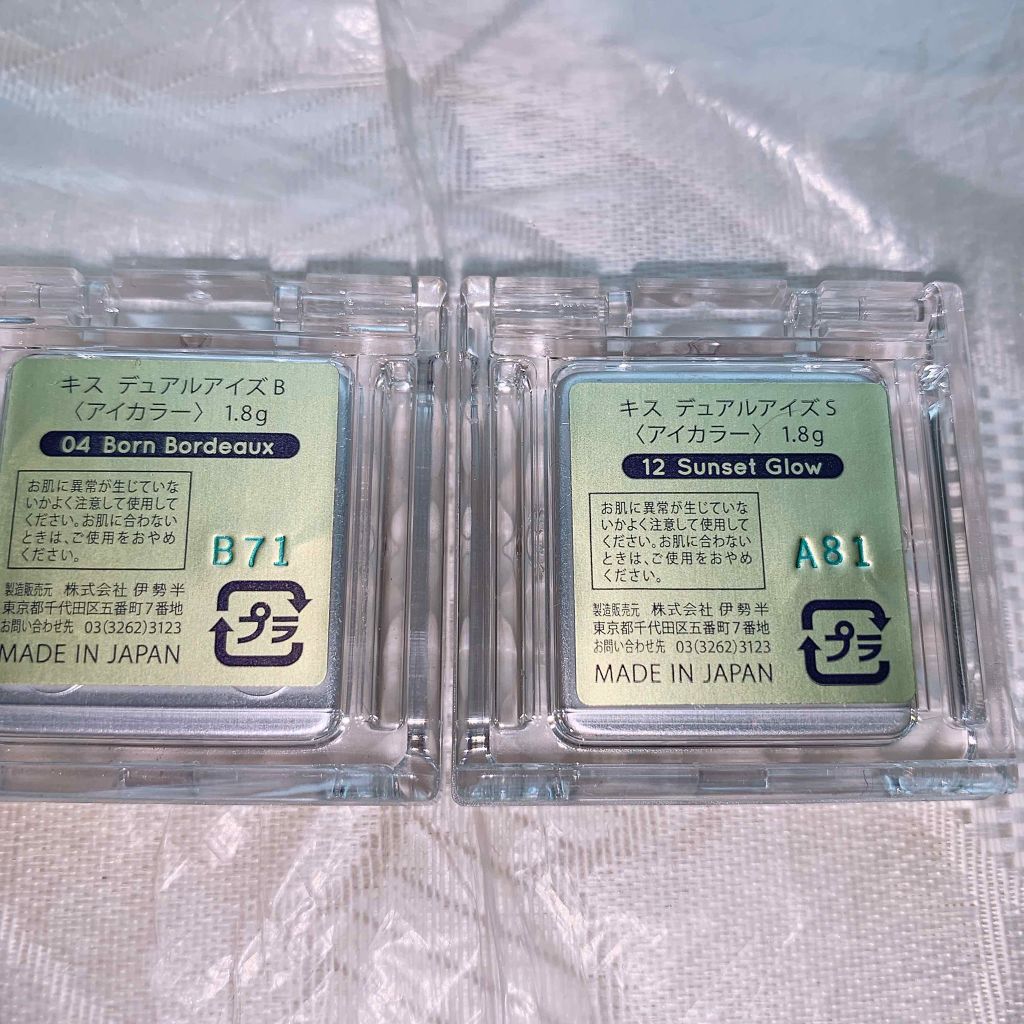 キス デュアルアイズ B
〈アイカラー〉 1.8g
04 Born Bordeaux
お肌に異常が生じていな
いかよく注意して使用して
ください。お肌に合わない
ときは、ご使用をおやめ
ください。
B71
製造販売元 株式会社 伊勢半
東京都千代田区五番町7番地
お問い合わせ先 03(3262)3123
MADE IN JAPAN
プラ
キス デュアルアイズ S
〈アイカラー〉 1.8g
12 Sunset Glow
お肌に異常が生じていな
いかよく注意して使用して
ください。お肌に合わない
ときは、ご使用をおやめ
ください。
A81
製造販売元 株式会社 伊勢半
東京都千代田区五番町7番地
お問い合わせ先 03(3262)3123
MADE IN JAPAN
プラ